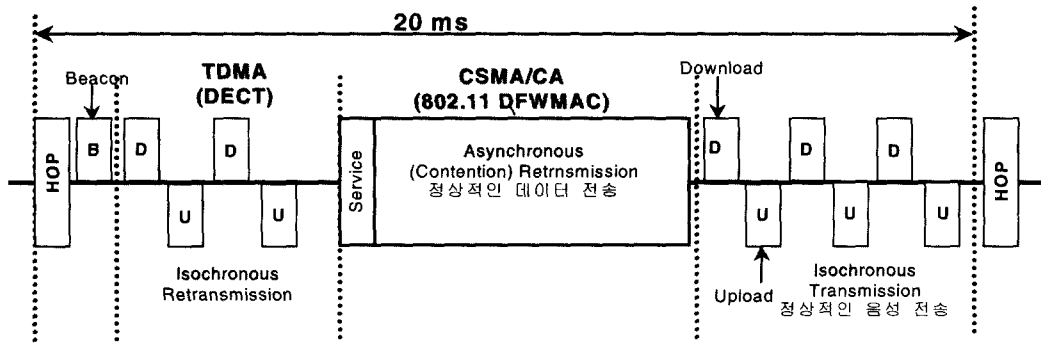 20 ms
Beacon
TDMA
(DECT)
CSMA/CA
(802.11 DFWMAC)
Download
HOP
B
D
D
Service
Asynchronous
(Contention) Retrnsmission
정상적인 데이터 전송
D
D
D
HOP
U
U
U
U
U
Isochronous
Retransmission
Upload
Isochronous
Transmission
정상적인 음성 전송